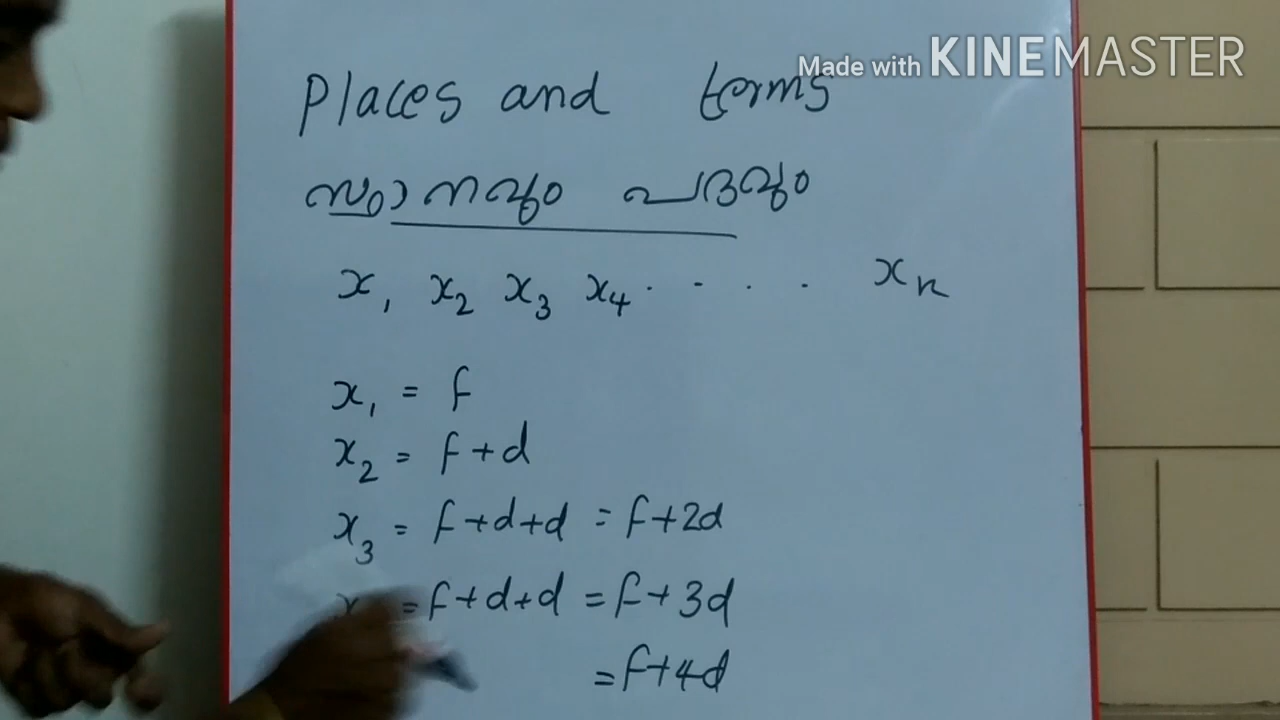 Made with KINEMASTER
Places and terms
സ്ഥാനവും പദവും
x₁ x₂ x₃ x₄ . - . . xₙ
x₁ = f
x₂ = f+d
x₃ = f+d+d = f+2d
x = f+d+d = f+3d
= f+4d